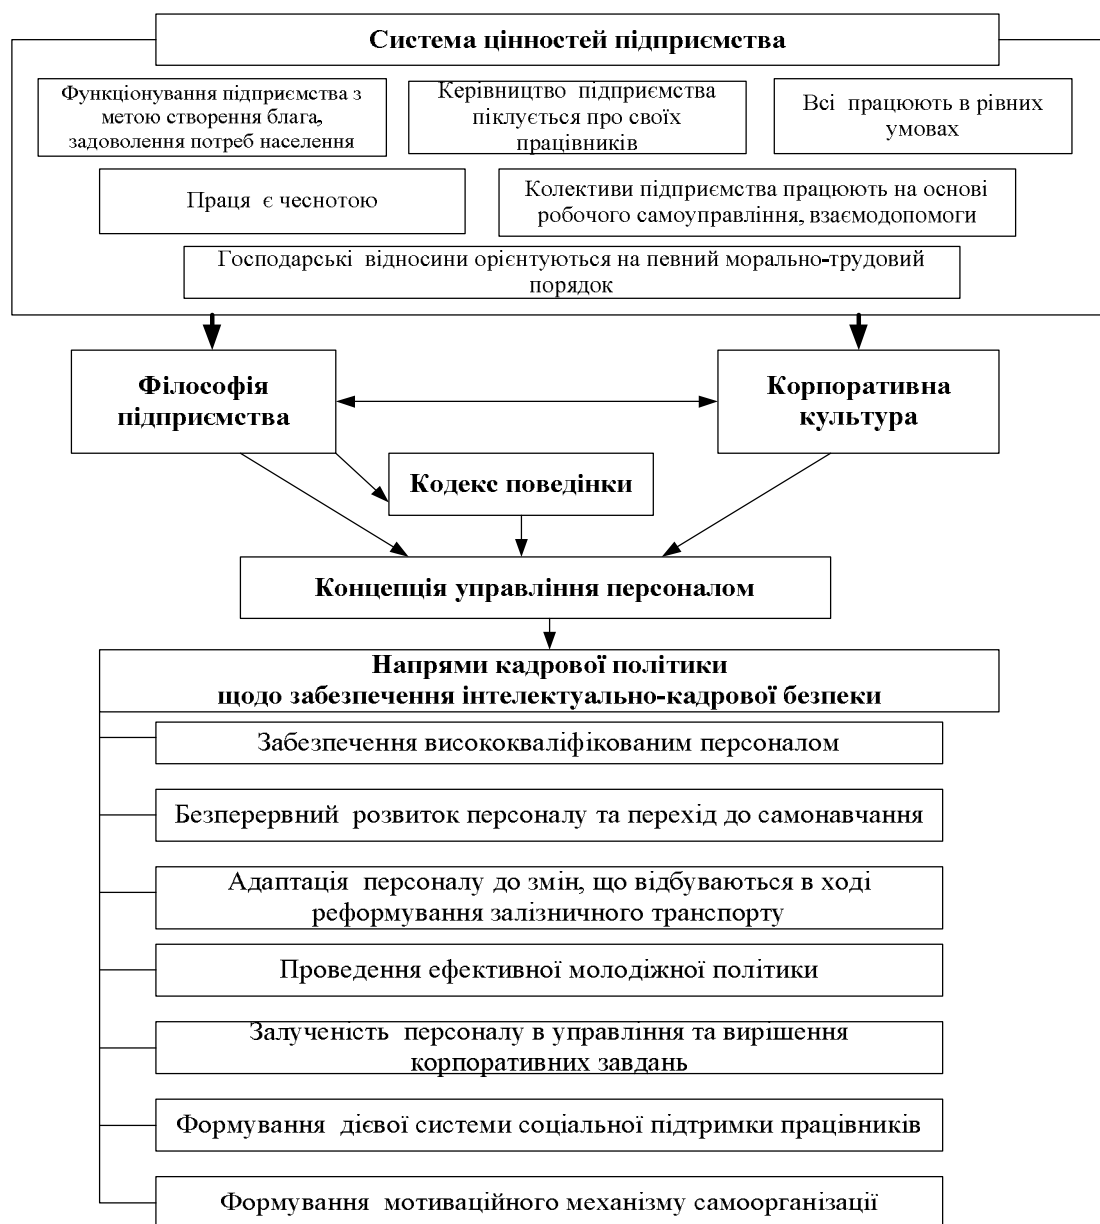 Система цінностей підприємства
Функціонування підприємства з
метою створення блага,
задоволення потреб населення
Керівництво підприємства
піклується про своїх
працівників
Всі працюють в рівних
умовах
Праця є чеснотою
Колективи підприємства працюють на основі
робочого самоуправління, взаємодопомоги
Господарські відносини орієнтуються на певний морально-трудовий
порядок
Філософія
підприємства
Корпоративна
культура
Кодекс поведінки
Концепція управління персоналом
Напрями кадрової політики
щодо забезпечення інтелектуально-кадрової безпеки
Забезпечення висококваліфікованим персоналом
Безперервний розвиток персоналу та перехід до самонавчання
Адаптація персоналу до змін, що відбуваються в ході
реформування залізничного транспорту
Проведення ефективної молодіжної політики
Залученість персоналу в управління та вирішення
корпоративних завдань
Формування дієвої системи соціальної підтримки працівників
Формування мотиваційного механізму самоорганізації